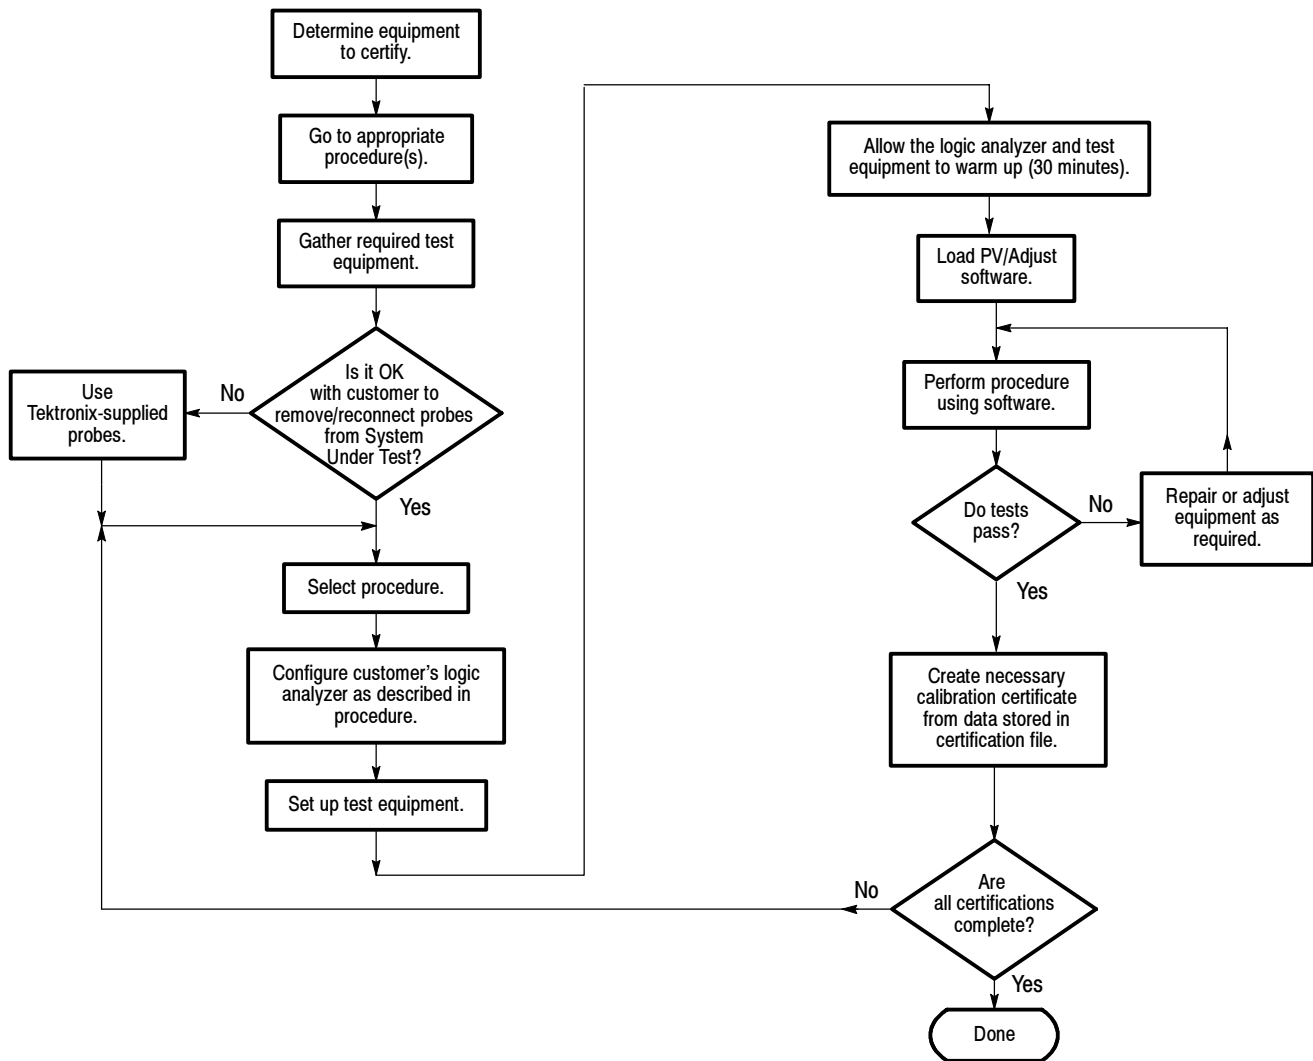 Determine equipment
to certify.
Go to appropriate
procedure(s).
Gather required test
equipment.
Is it OK
with customer to
remove/reconnect probes
from System
Under Test?
No
Use
Tektronix-supplied
probes.
Yes
Select procedure.
Configure customer’s logic
analyzer as described in
procedure.
Set up test equipment.
Allow the logic analyzer and test
equipment to warm up (30 minutes).
Load PV/Adjust
software.
Perform procedure
using software.
Do tests
pass?
No
Repair or adjust
equipment as
required.
Yes
Create necessary
calibration certificate
from data stored in
certification file.
Are
all certifications
complete?
No
Yes
Done